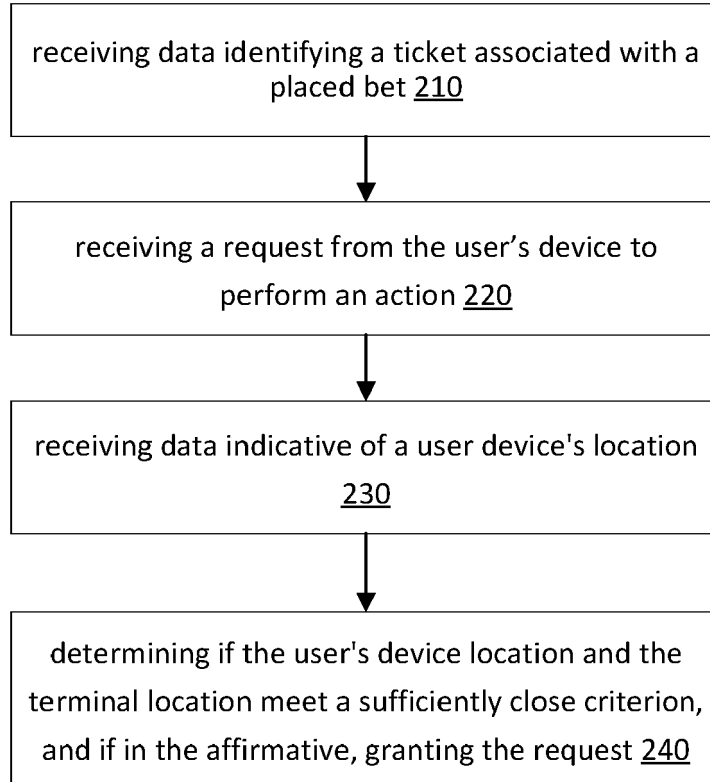 receiving data identifying a ticket associated with a
placed bet 210
receiving a request from the user’s device to
perform an action 220
receiving data indicative of a user device's location
230
determining if the user's device location and the
terminal location meet a sufficiently close criterion,
and if in the affirmative, granting the request 240